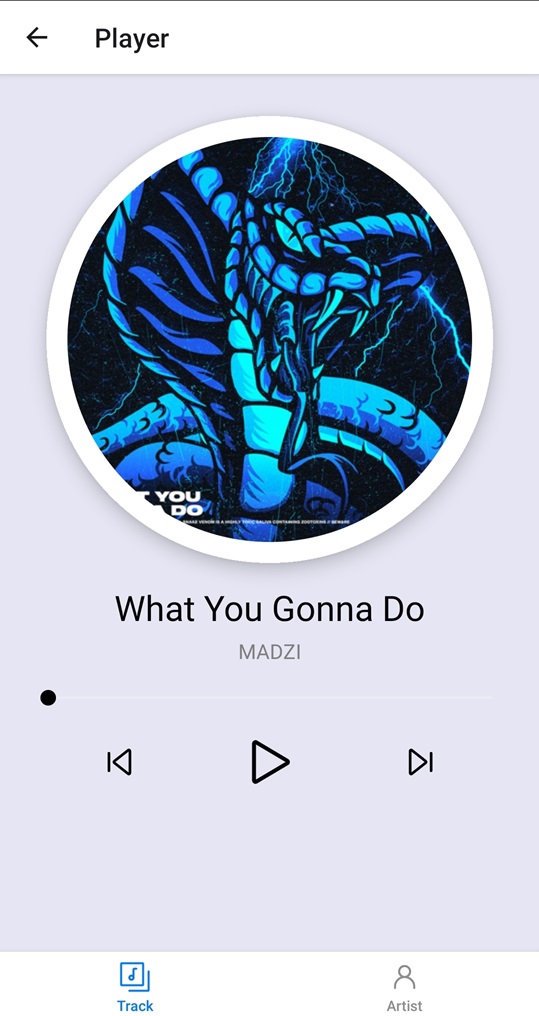 Player
T YOU
A DO
SNAKE VENOM IS A HIGHLY TOXIC SALIVA CONTAINING ZOOTOXINS // BEWARE
What You Gonna Do
MADZI
Track
Artist